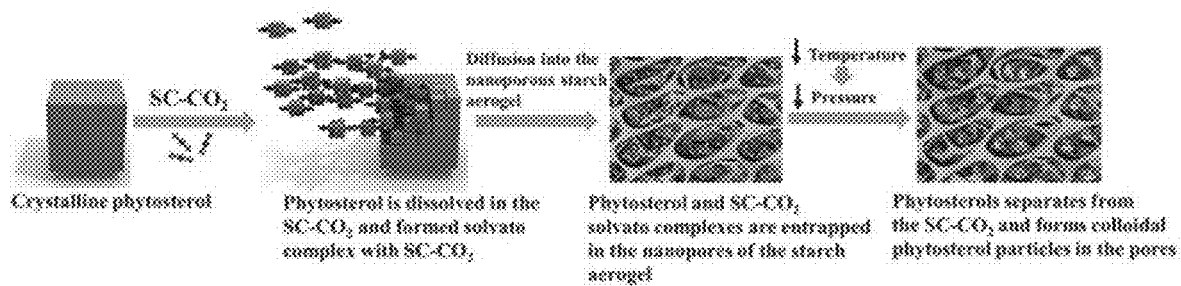 SC-CO₂
Crystalline phytosterol
Phytosterol is dissolved in the
SC-CO₂ and formed solvato
complex with SC-CO₂
Diffusion into the
nanoporous starch
aerogel
Phytosterol and SC-CO₂
solvato complexes are entrapped
in the nanopores of the starch
aerogel
Temperature
Pressure
Phytosterols separates from
the SC-CO₂ and forms colloidal
phytosterol particles in the pores